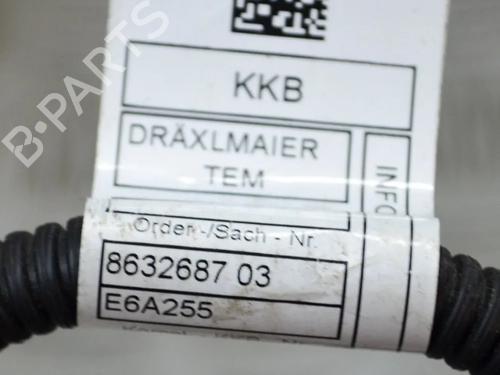 B-PARTS
KKB
DRÄXLMAIER
TEM
INFO
Order-/Sach - Nr.
8632687 03
E6A255